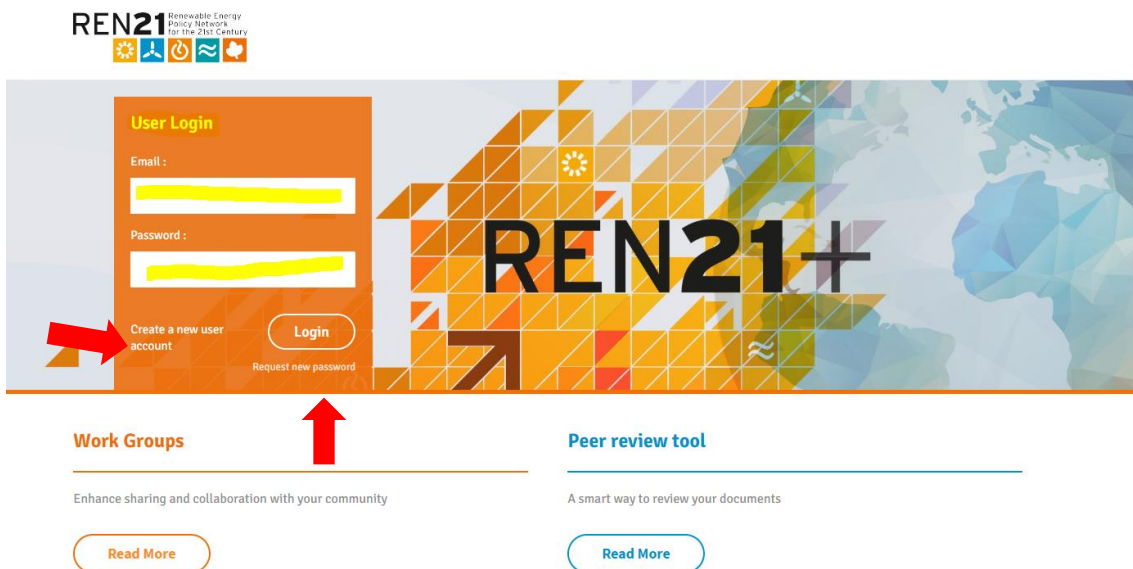 REN21 Renewable Energy
Policy Network
for the 21st Century
User Login
Email :
Password :
Create a new user
account
Login
Request new password
REN21+
Work Groups
Enhance sharing and collaboration with your community
Read More
Peer review tool
A smart way to review your documents
Read More